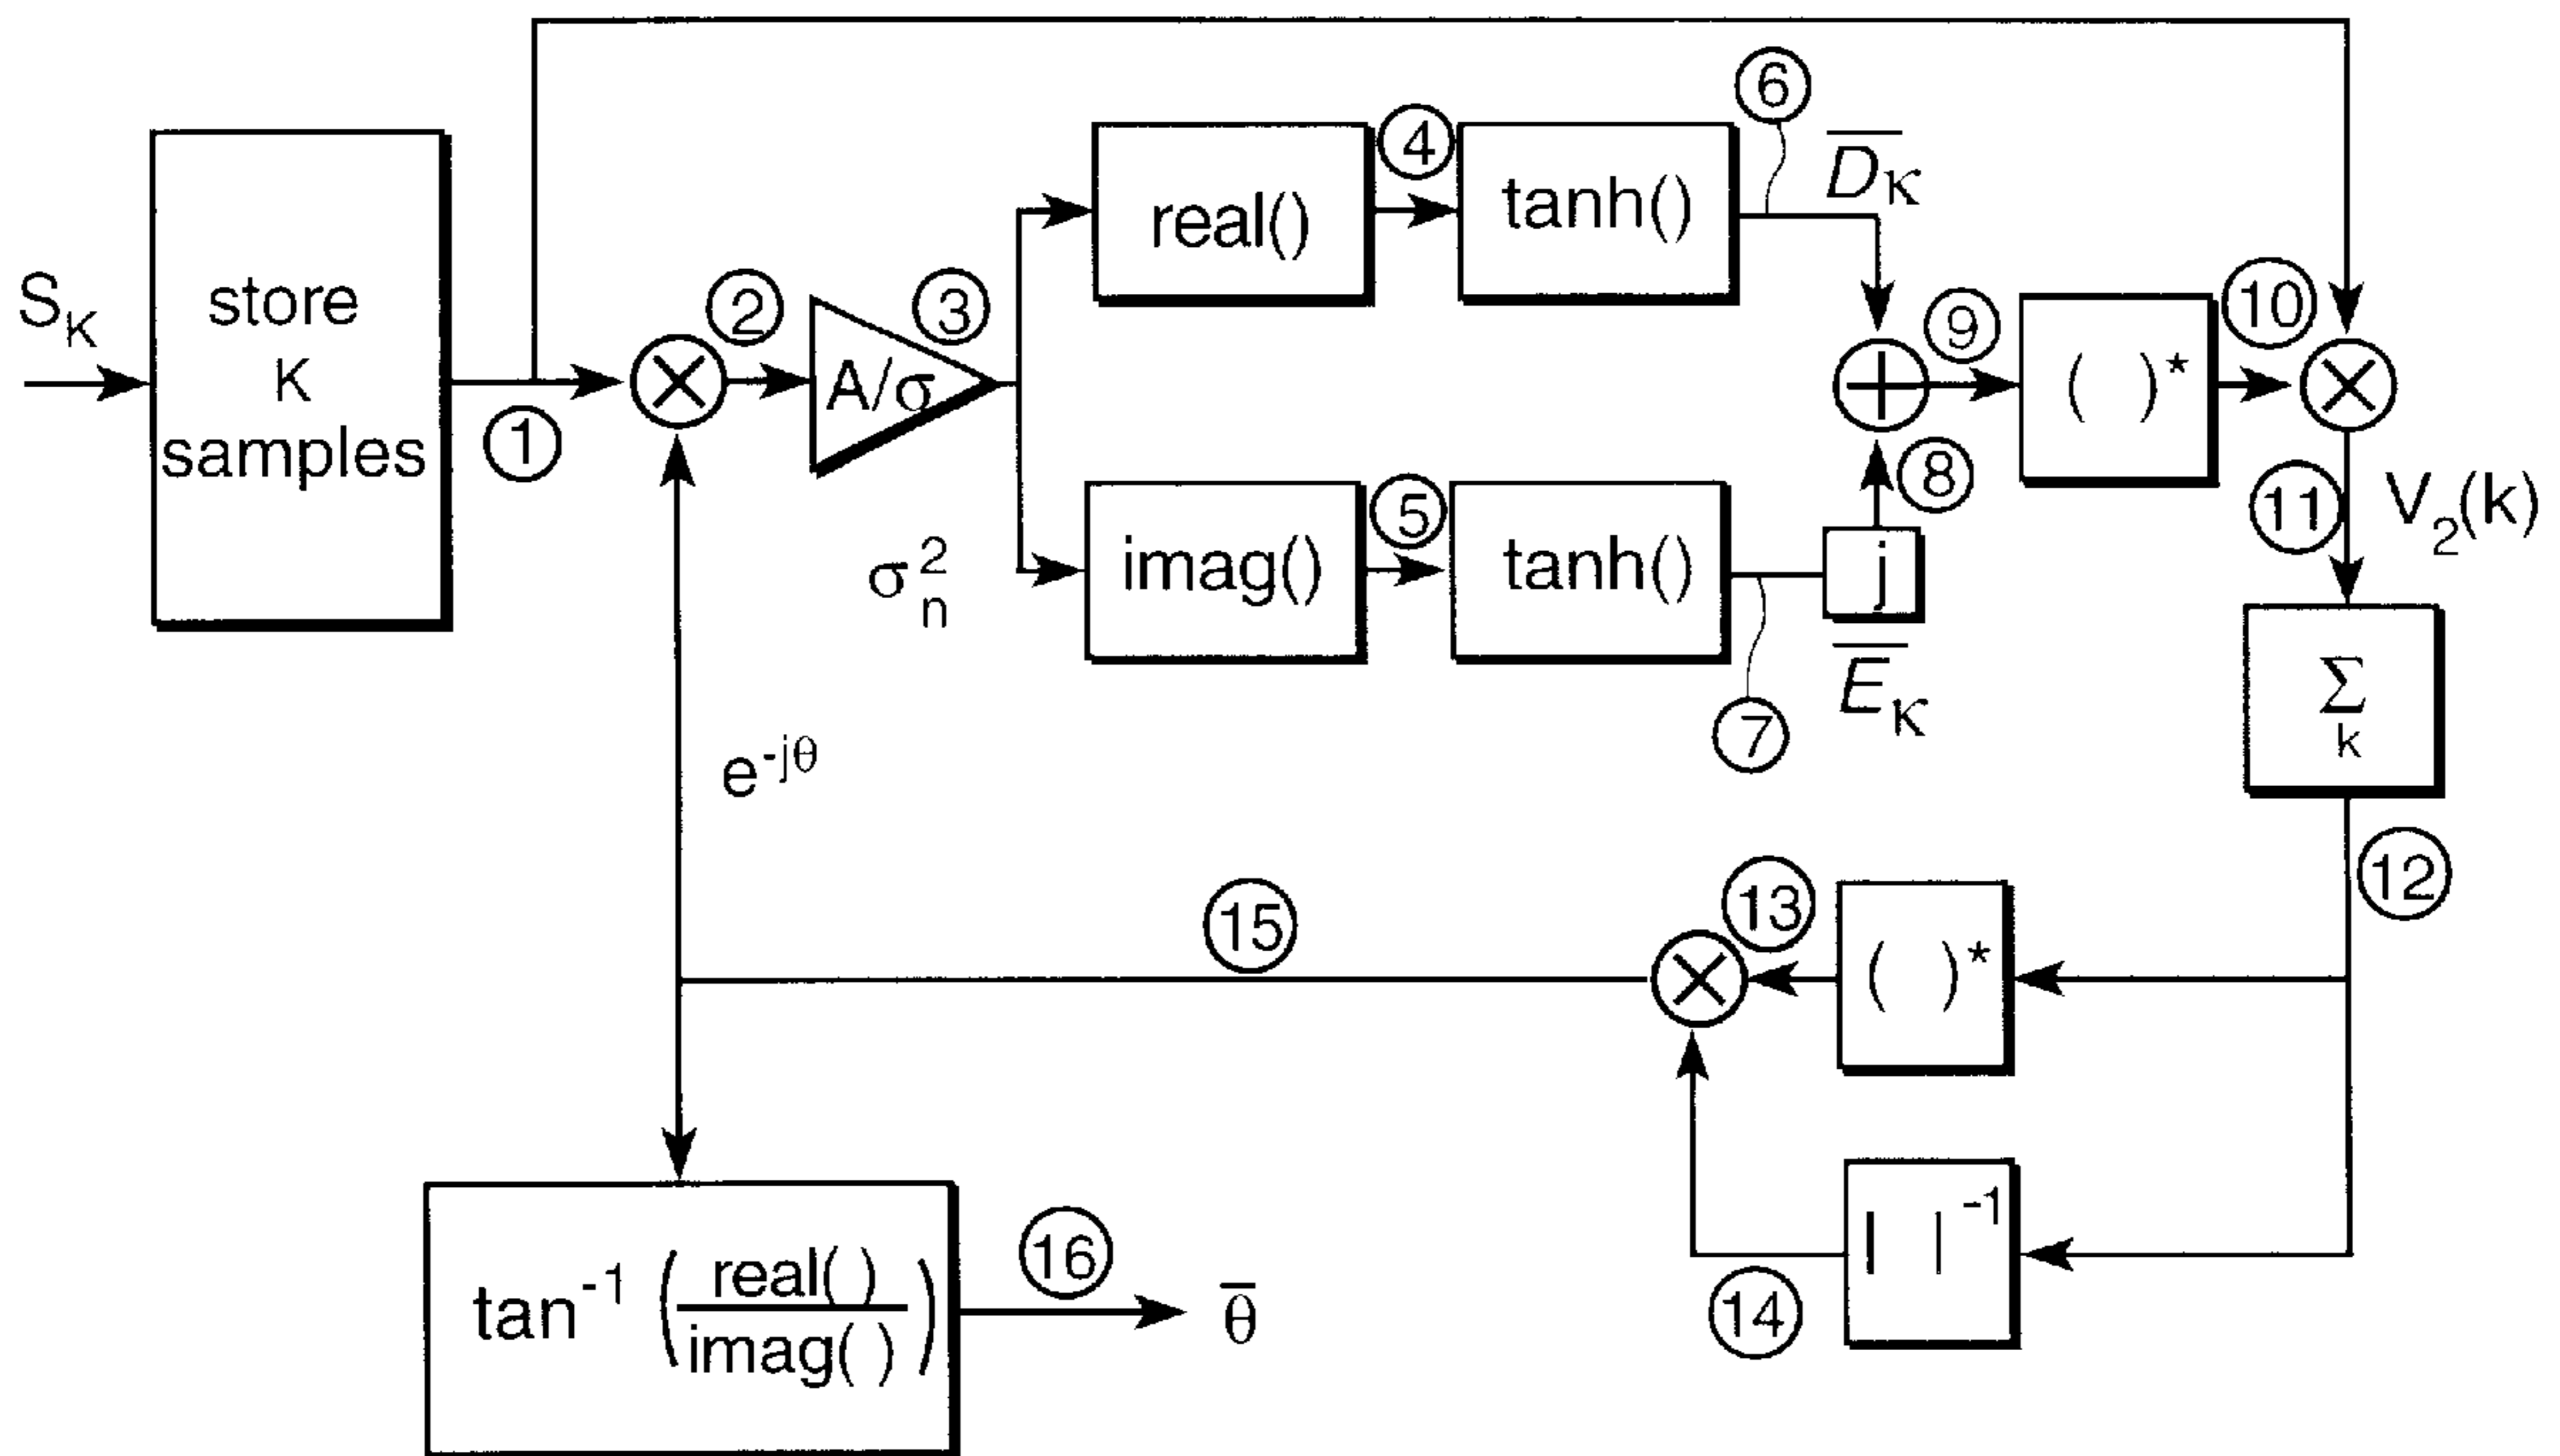 S_K
store
K
samples
1
2
A/σ
3
real()
4
tanh()
6
D̅_K
σ_n^2
imag()
5
tanh()
7
j
E̅_K
8
9
( )*
10
11
V_2(k)
Σ
k
12
( )*
13
| |^-1
14
15
e^-jθ
tan^-1 (real( )/imag( ))
16
θ̅